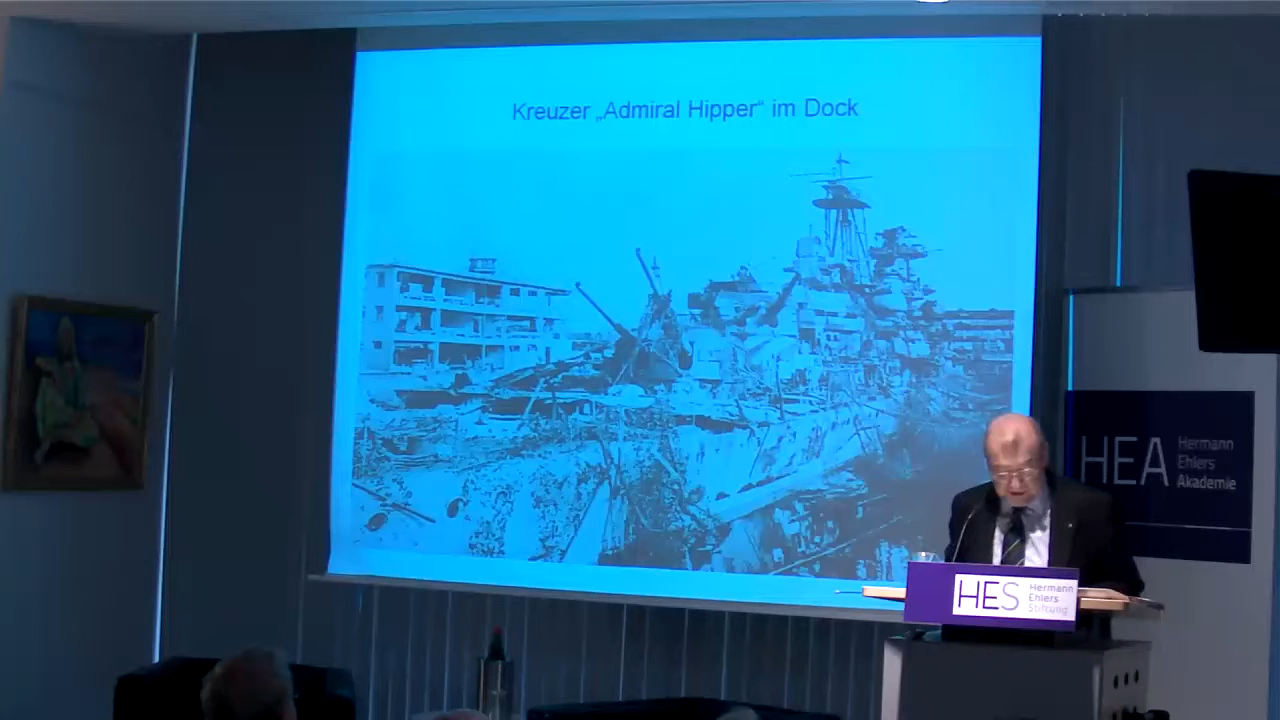 Kreuzer „Admiral Hipper“ im Dock
HEA
Hermann
Ehlers
Akademie
HES
Hermann
Ehlers
Stiftung